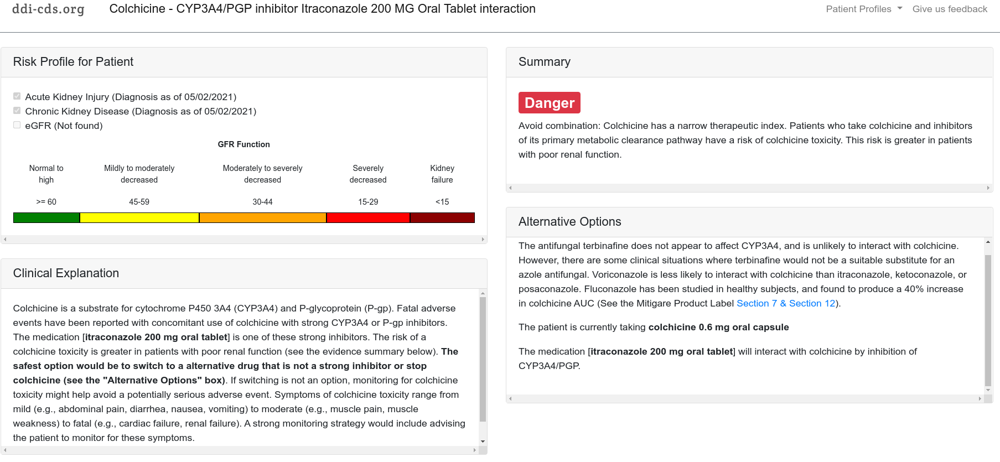 ddi-cds.org
Colchicine - CYP3A4/PGP inhibitor Itraconazole 200 MG Oral Tablet interaction
Patient Profiles
Give us feedback
Risk Profile for Patient
Acute Kidney Injury (Diagnosis as of 05/02/2021)
Chronic Kidney Disease (Diagnosis as of 05/02/2021)
eGFR (Not found)
GFR Function
Normal to
high
Mildly to moderately
decreased
Moderately to severely
decreased
Severely
decreased
Kidney
failure
>= 60
45-59
30-44
15-29
<15
Clinical Explanation
Colchicine is a substrate for cytochrome P450 3A4 (CYP3A4) and P-glycoprotein (P-gp). Fatal adverse
events have been reported with concomitant use of colchicine with strong CYP3A4 or P-gp inhibitors.
The medication [itraconazole 200 mg oral tablet] is one of these strong inhibitors. The risk of a
colchicine toxicity is greater in patients with poor renal function (see the evidence summary below). The
safest option would be to switch to a alternative drug that is not a strong inhibitor or stop
colchicine (see the "Alternative Options" box). If switching is not an option, monitoring for colchicine
toxicity might help avoid a potentially serious adverse event. Symptoms of colchicine toxicity range from
mild (e.g., abdominal pain, diarrhea, nausea, vomiting) to moderate (e.g., muscle pain, muscle
weakness) to fatal (e.g., cardiac failure, renal failure). A strong monitoring strategy would include advising
the patient to monitor for these symptoms.
Summary
Danger
Avoid combination: Colchicine has a narrow therapeutic index. Patients who take colchicine and inhibitors
of its primary metabolic clearance pathway have a risk of colchicine toxicity. This risk is greater in patients
with poor renal function.
Alternative Options
The antifungal terbinafine does not appear to affect CYP3A4, and is unlikely to interact with colchicine.
However, there are some clinical situations where terbinafine would not be a suitable substitute for an
azole antifungal. Voriconazole is less likely to interact with colchicine than itraconazole, ketoconazole, or
posaconazole. Fluconazole has been studied in healthy subjects, and found to produce a 40% increase
in colchicine AUC (See the Mitigare Product Label Section 7 & Section 12).
The patient is currently taking colchicine 0.6 mg oral capsule
The medication [itraconazole 200 mg oral tablet] will interact with colchicine by inhibition of
CYP3A4/PGP.